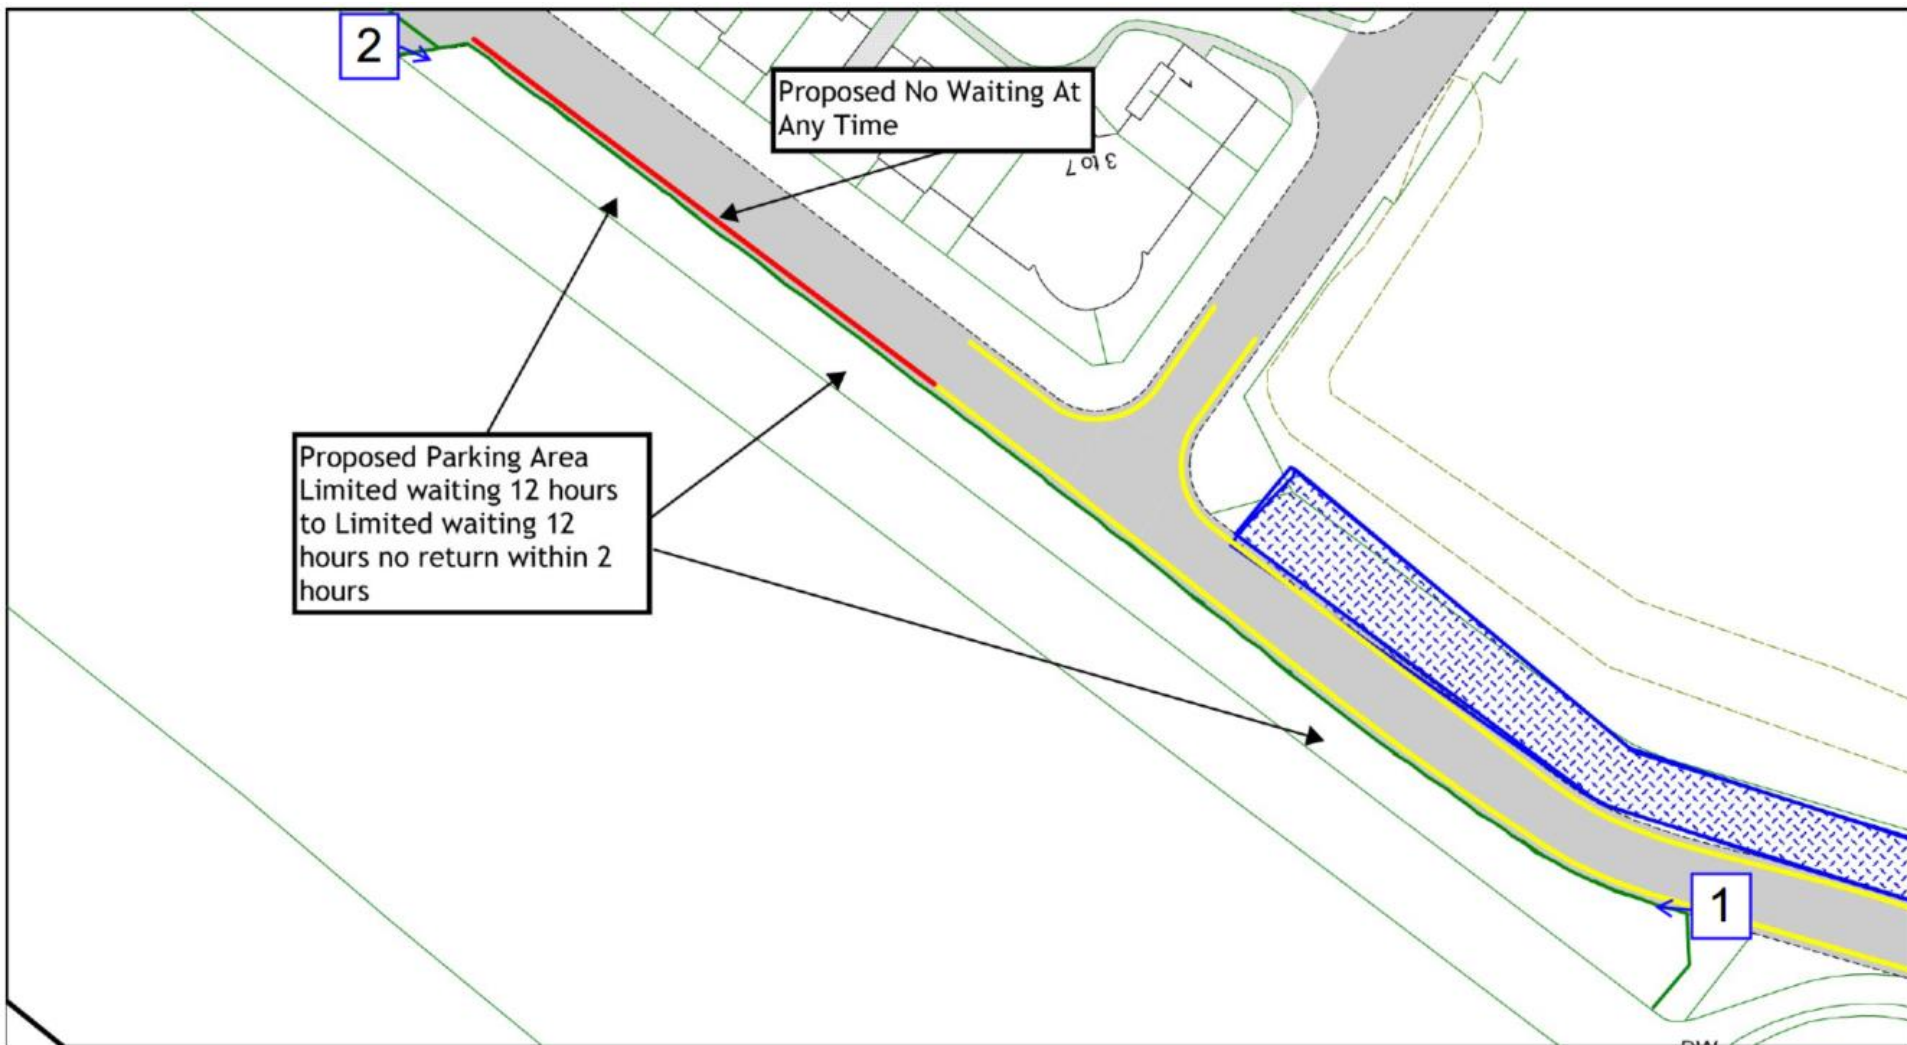 2
Proposed No Waiting At
Any Time
1
3 to 7
Proposed Parking Area
Limited waiting 12 hours
to Limited waiting 12
hours no return within 2
hours
1